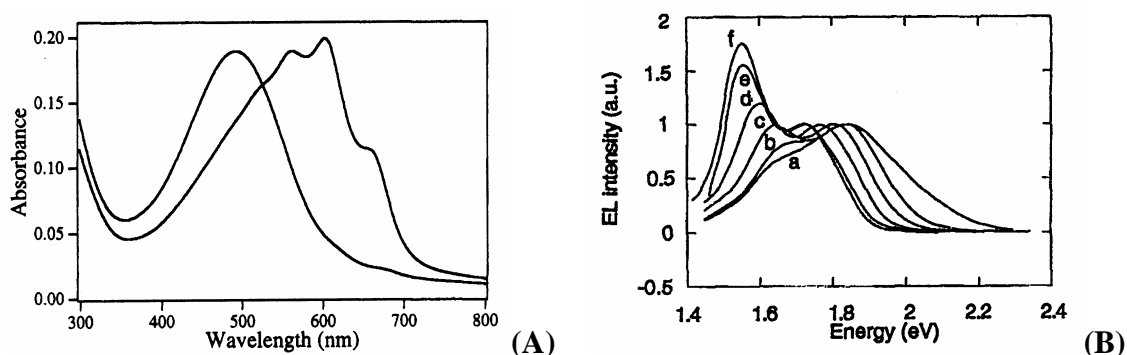 0.20
0.15
0.10
0.05
0.00
Absorbance
300 400 500 600 700 800
Wavelength (nm)
(A)
2
1.5
1
0.5
0
-0.5
EL intensity (a.u.)
f
e
d
c
b
a
1.4 1.6 1.8 2 2.2 2.4
Energy (eV)
(B)